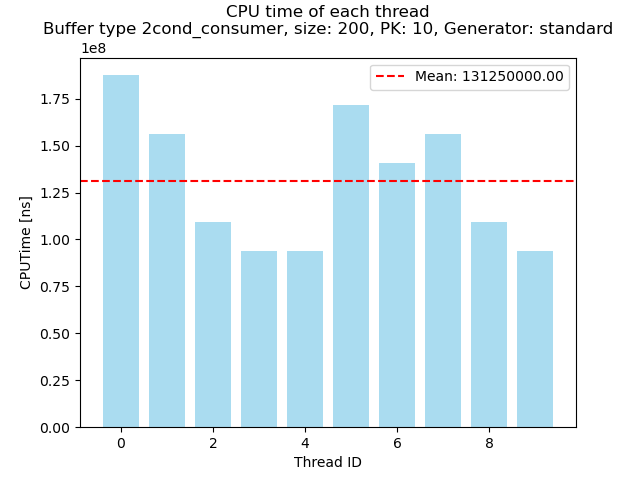 CPU time of each thread
Buffer type 2cond_consumer, size: 200, PK: 10, Generator: standard
1e8
Mean: 131250000.00
1.75
1.50
1.25
1.00
0.75
0.50
0.25
0.00
CPUTime [ns]
0 2 4 6 8
Thread ID